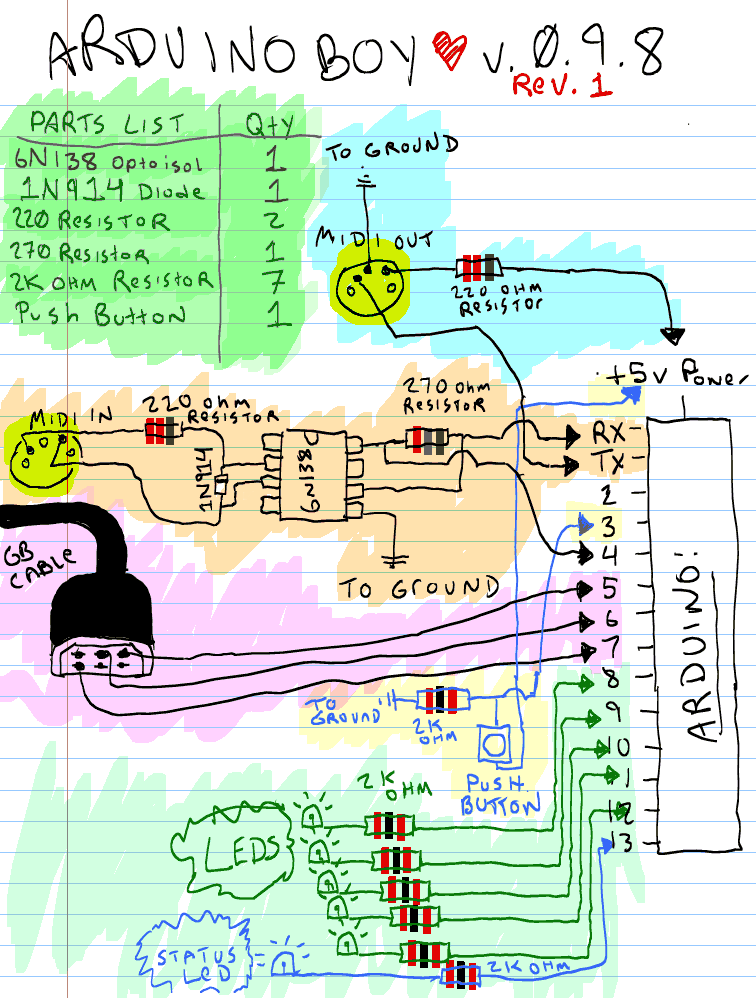 ARDUINOBOY ♥ v.0.9.8
Rev. 1
PARTS LIST Qty
6N138 Optoisol 1
1N914 Diode 1
220 Resistor 2
270 Resistor 1
2K OHM Resistor 7
Push Button 1
TO GROUND
MIDI OUT
220 OHM
Resistor
+5v Power
MIDI IN
220 ohm
Resistor
270 ohm
Resistor
1N914
6N138
TO GROUND
GB
CABLE
RX
TX
2
3
4
5
6
7
8
9
10
11
12
13
ARDUINO:
TO
GROUND
2K
OHM
PUSH
BUTTON
2K
OHM
LEDS
STATUS
LED
=
2K OHM